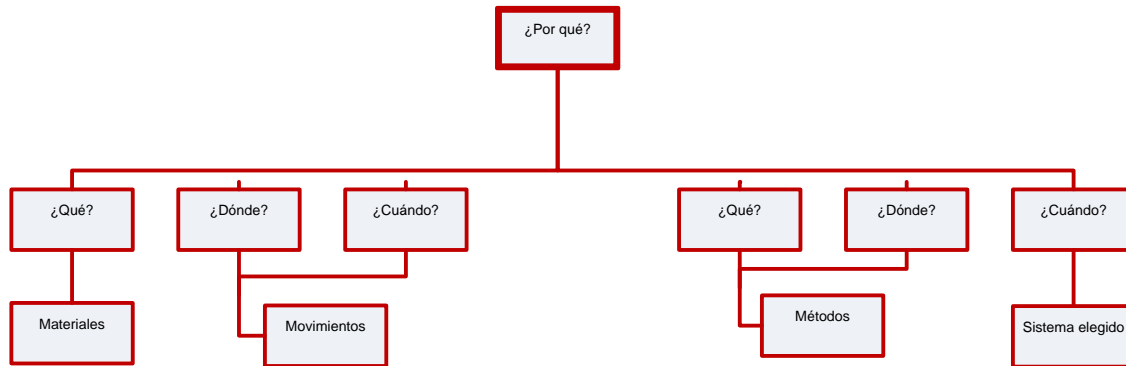 ¿Por qué?
¿Qué?
¿Dónde?
¿Cuándo?
¿Qué?
¿Dónde?
¿Cuándo?
Materiales
Movimientos
Métodos
Sistema elegido